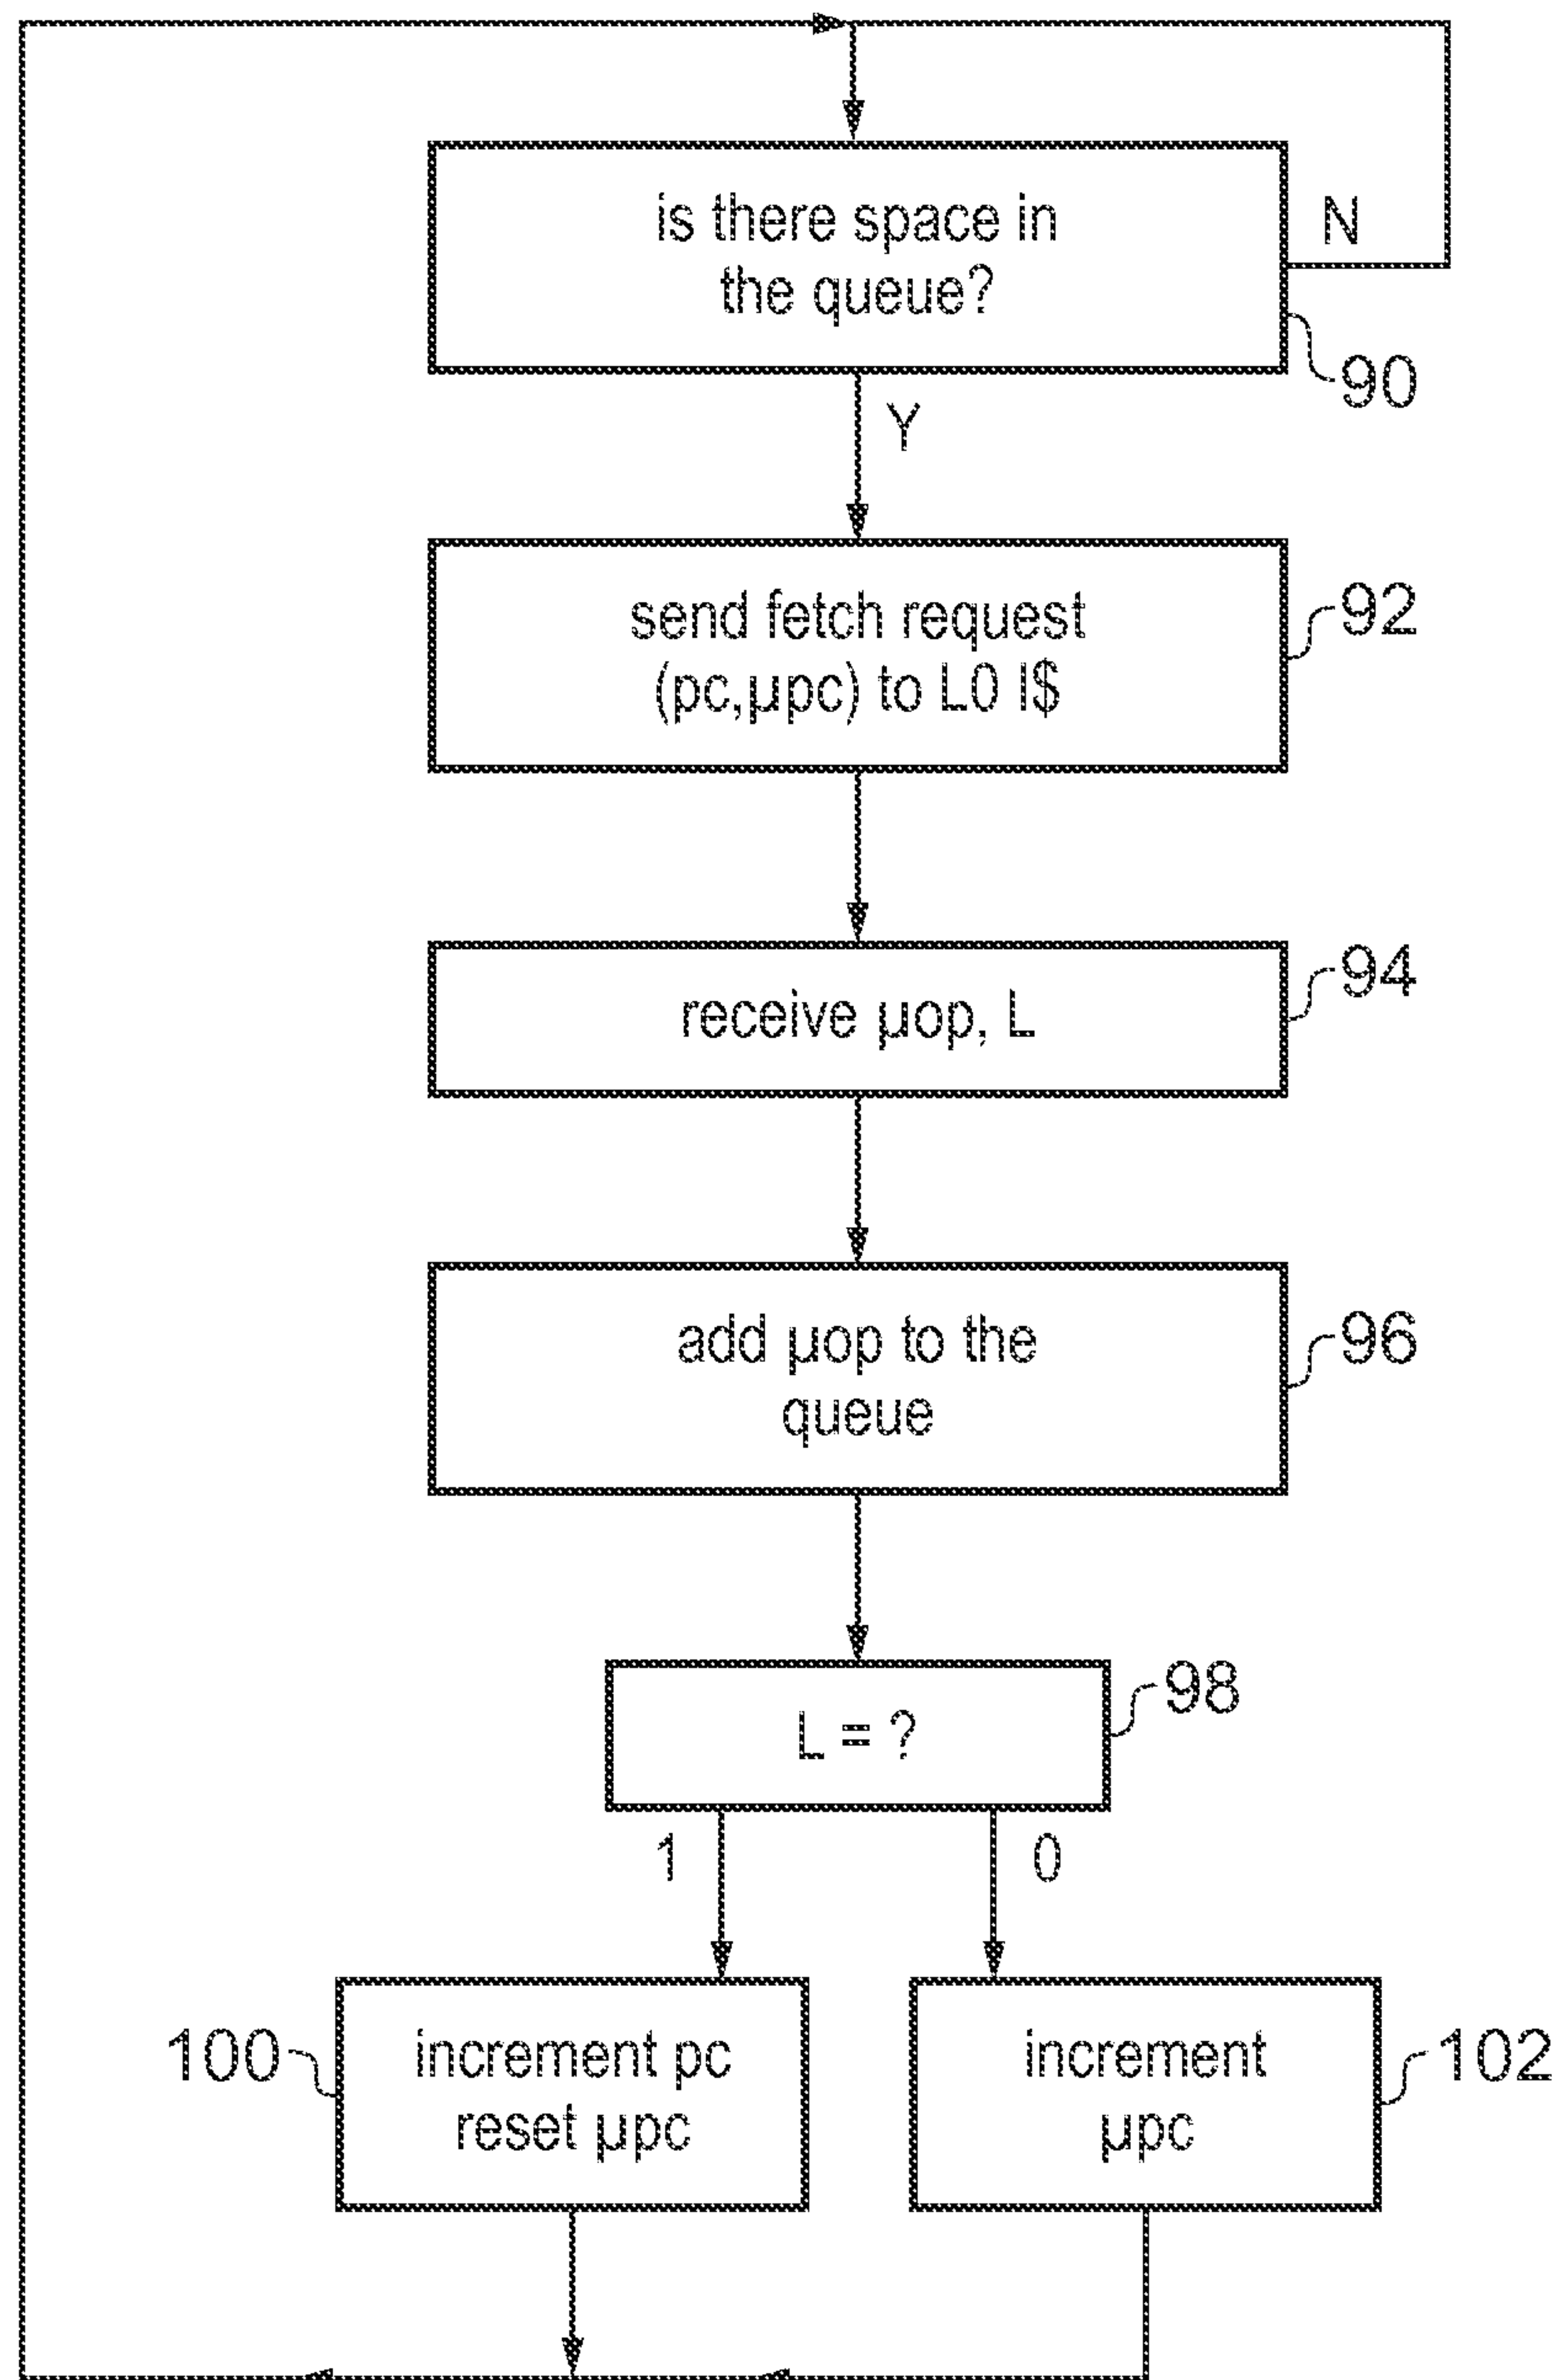 is there space in
the queue?
N
90
Y
send fetch request
(pc,µpc) to L0 I$
92
receive µop, L
94
add µop to the
queue
96
L = ?
98
1
0
100
increment pc
reset µpc
increment
µpc
102